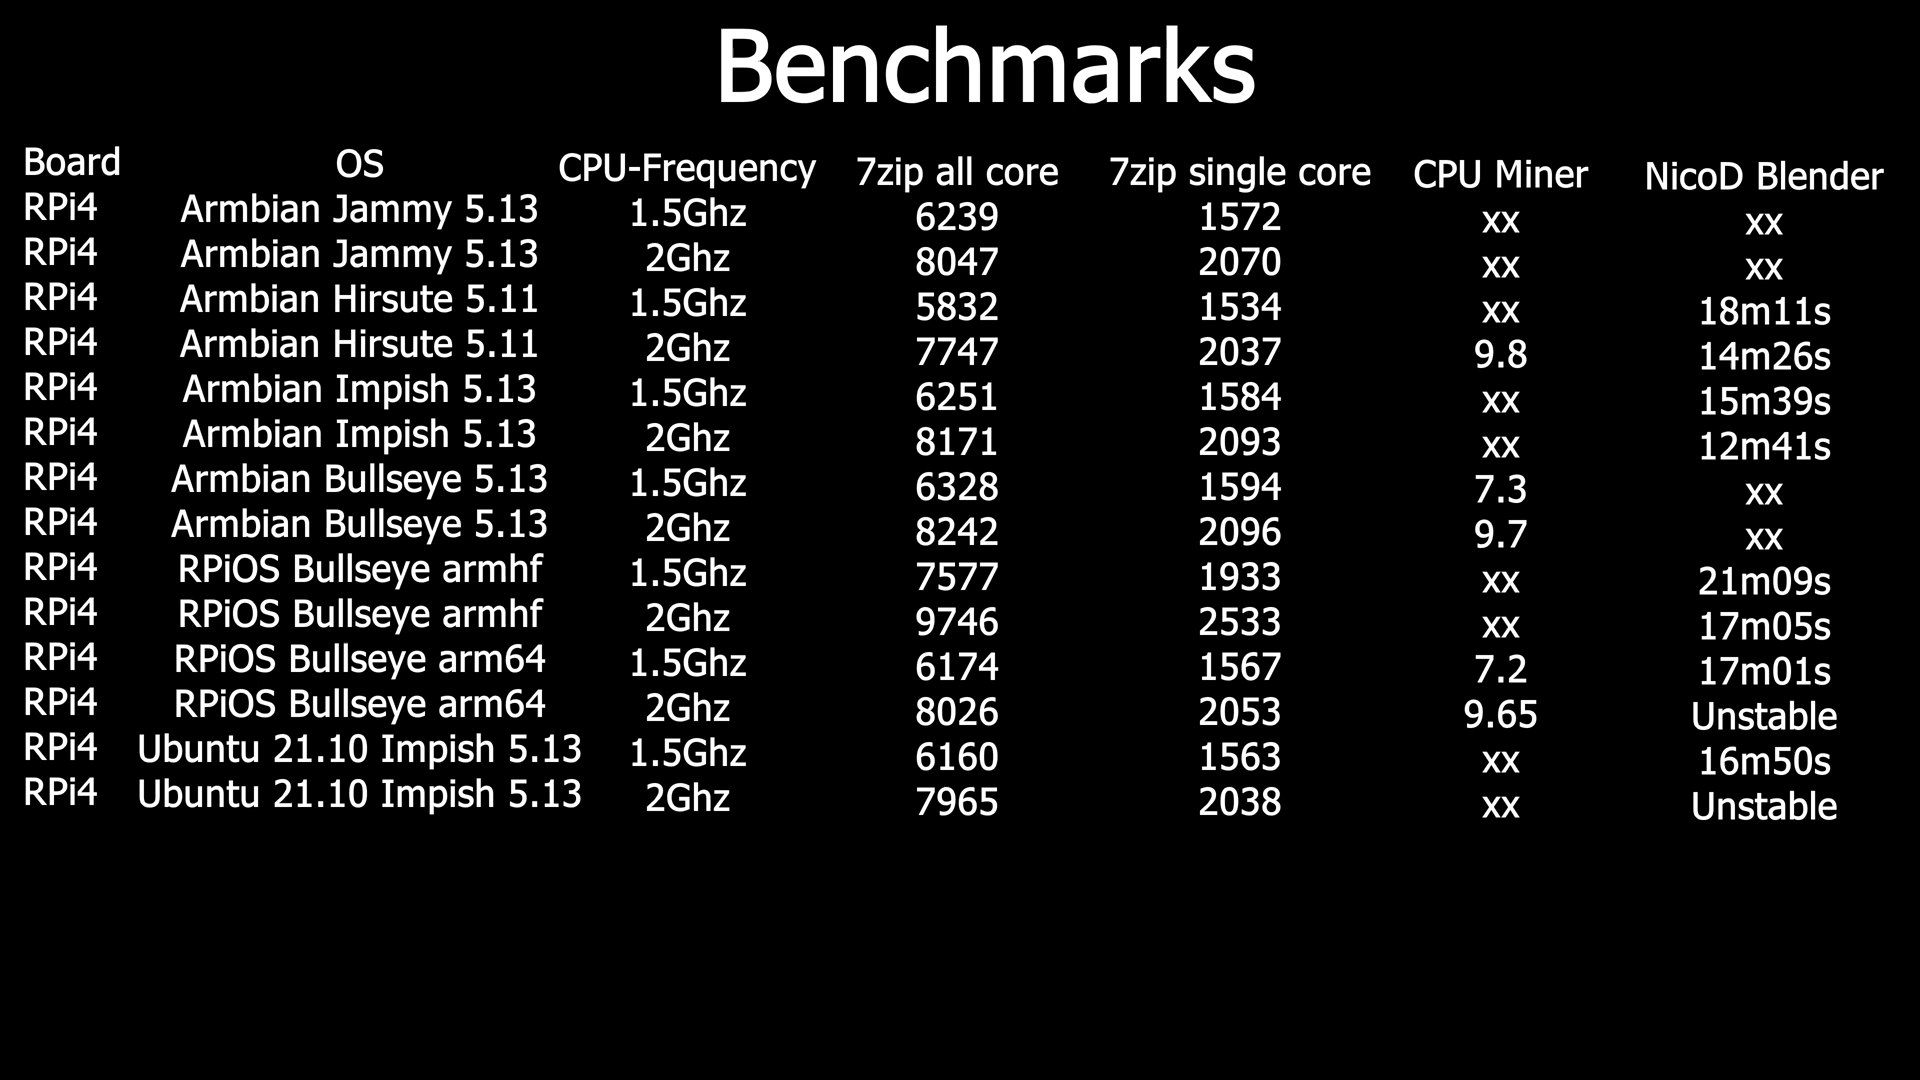 Benchmarks
Board OS CPU-Frequency 7zip all core 7zip single core CPU Miner NicoD Blender
RPi4 Armbian Jammy 5.13 1.5Ghz 6239 1572 xx xx
RPi4 Armbian Jammy 5.13 2Ghz 8047 2070 xx xx
RPi4 Armbian Hirsute 5.11 1.5Ghz 5832 1534 xx 18m11s
RPi4 Armbian Hirsute 5.11 2Ghz 7747 2037 9.8 14m26s
RPi4 Armbian Impish 5.13 1.5Ghz 6251 1584 xx 15m39s
RPi4 Armbian Impish 5.13 2Ghz 8171 2093 xx 12m41s
RPi4 Armbian Bullseye 5.13 1.5Ghz 6328 1594 7.3 xx
RPi4 Armbian Bullseye 5.13 2Ghz 8242 2096 9.7 xx
RPi4 RPiOS Bullseye armhf 1.5Ghz 7577 1933 xx 21m09s
RPi4 RPiOS Bullseye armhf 2Ghz 9746 2533 xx 17m05s
RPi4 RPiOS Bullseye arm64 1.5Ghz 6174 1567 7.2 17m01s
RPi4 RPiOS Bullseye arm64 2Ghz 8026 2053 9.65 Unstable
RPi4 Ubuntu 21.10 Impish 5.13 1.5Ghz 6160 1563 xx 16m50s
RPi4 Ubuntu 21.10 Impish 5.13 2Ghz 7965 2038 xx Unstable